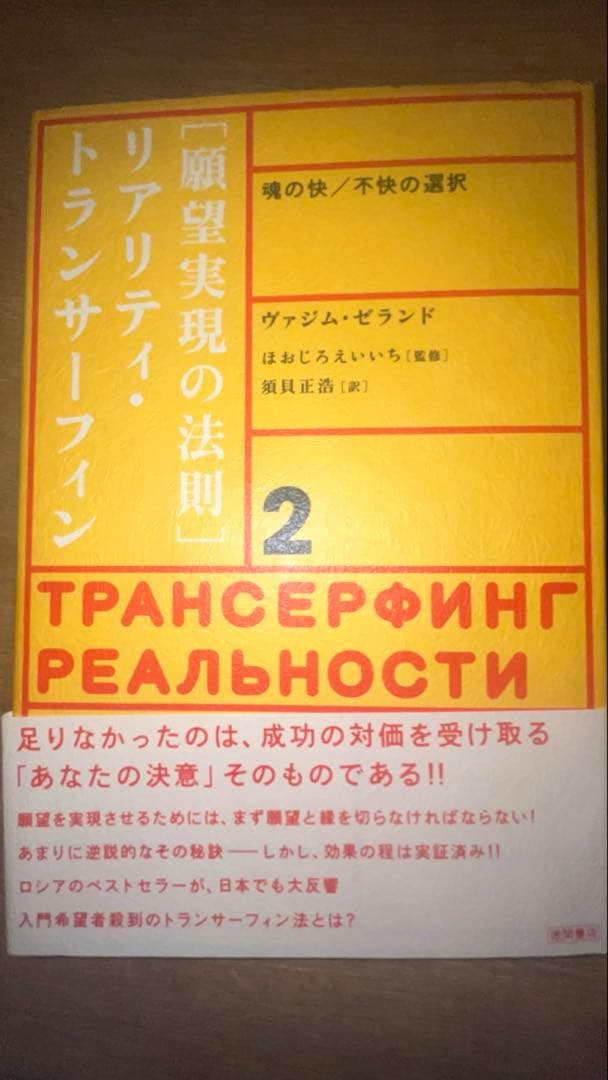 [願望実現の法則]
リアリティ・
トランサーフィン
魂の快／不快の選択
ヴァジム・ゼランド
ほおじろえいいち［監修］
須貝正浩［訳］
2
ТРАНСЕРФИНГ
РЕАЛЬНОСТИ
足りなかったのは、成功の対価を受け取る
「あなたの決意」そのものである!!
願望を実現させるためには、まず願望と縁を切らなければならない!
あまりに逆説的なその秘訣——しかし、効果の程は実証済み!!
ロシアのベストセラーが、日本でも大反響
入門希望者殺到のトランサーフィン法とは?
徳間書店